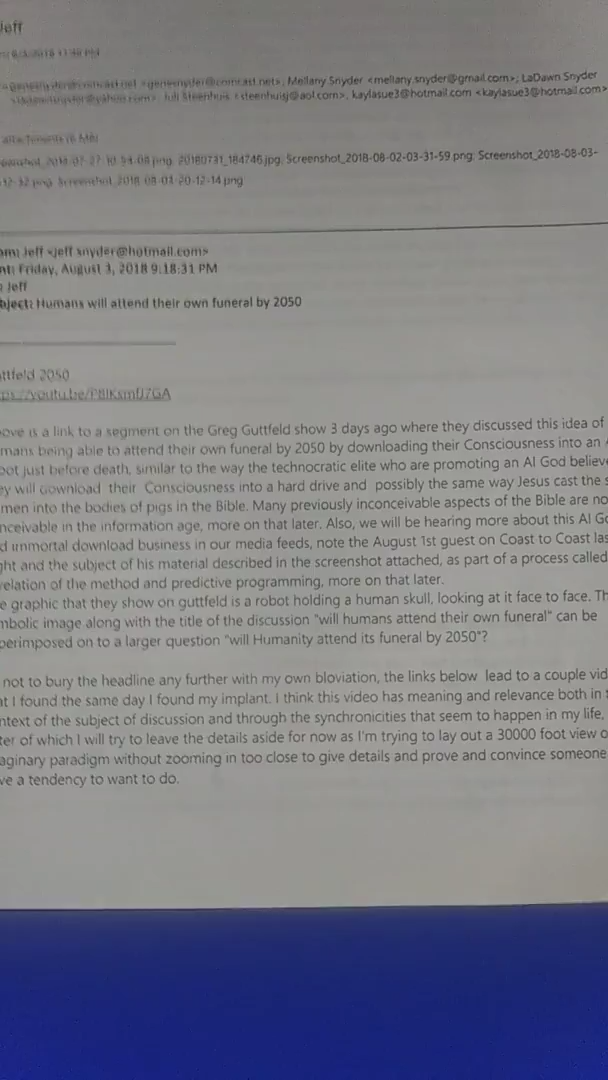 Jeff
<genesnyder@comcast.net>; Mellany Snyder <mellany.snyder@gmail.com>; LaDawn Snyder
Juli Steenhuis <steenhuisj@aol.com>; kaylasue3@hotmail.com <kaylasue3@hotmail.com>
20180731_184746.jpg; Screenshot_2018-08-02-03-31-59.png; Screenshot_2018-08-03-
Jeff <jeff.snyder@hotmail.com>
Friday, August 3, 2018 9:18:31 PM
Jeff
bject: Humans will attend their own funeral by 2050
ttfeld 2050
ove is a link to a segment on the Greg Guttfeld show 3 days ago where they discussed this idea of
mans being able to attend their own funeral by 2050 by downloading their Consciousness into an
bot just before death, similar to the way the technocratic elite who are promoting an AI God believ
ey will download their Consciousness into a hard drive and possibly the same way Jesus cast the s
men into the bodies of pigs in the Bible. Many previously inconceivable aspects of the Bible are no
nceivable in the information age, more on that later. Also, we will be hearing more about this AI Go
d immortal download business in our media feeds, note the August 1st guest on Coast to Coast las
ght and the subject of his material described in the screenshot attached, as part of a process called
velation of the method and predictive programming, more on that later.
e graphic that they show on guttfeld is a robot holding a human skull, looking at it face to face. Th
mbolic image along with the title of the discussion "will humans attend their own funeral" can be
perimposed on to a larger question "will Humanity attend its funeral by 2050"?
not to bury the headline any further with my own bloviation, the links below lead to a couple vid
at I found the same day I found my implant. I think this video has meaning and relevance both in t
ntext of the subject of discussion and through the synchronicities that seem to happen in my life,
ter of which I will try to leave the details aside for now as I'm trying to lay out a 30000 foot view o
aginary paradigm without zooming in too close to give details and prove and convince someone
ve a tendency to want to do.